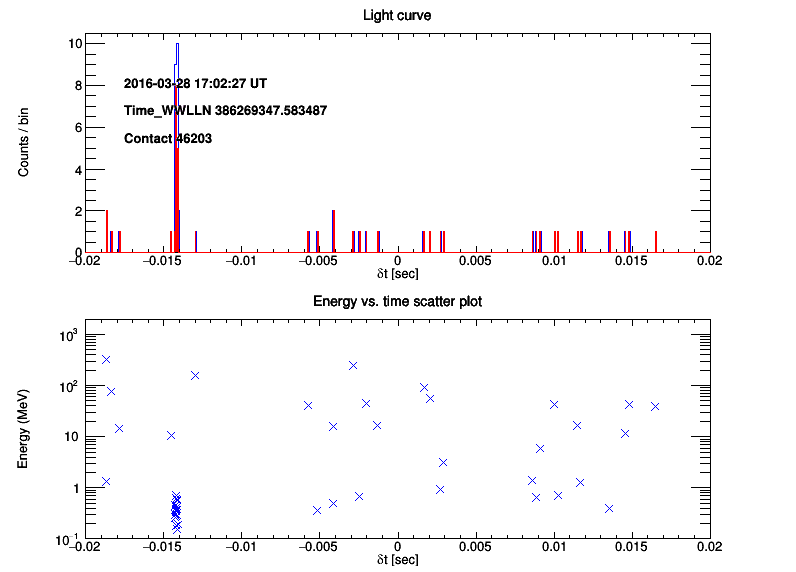 Light curve
Counts / bin
10
8
6
4
2
0
2016-03-28 17:02:27 UT
Time_WWLLN 386269347.583487
Contact 46203
−0.02 −0.015 −0.01 −0.005 0 0.005 0.01 0.015 0.02
δt [sec]
Energy vs. time scatter plot
Energy (MeV)
10³
10²
10
1
10⁻¹
−0.02 −0.015 −0.01 −0.005 0 0.005 0.01 0.015 0.02
δt [sec]